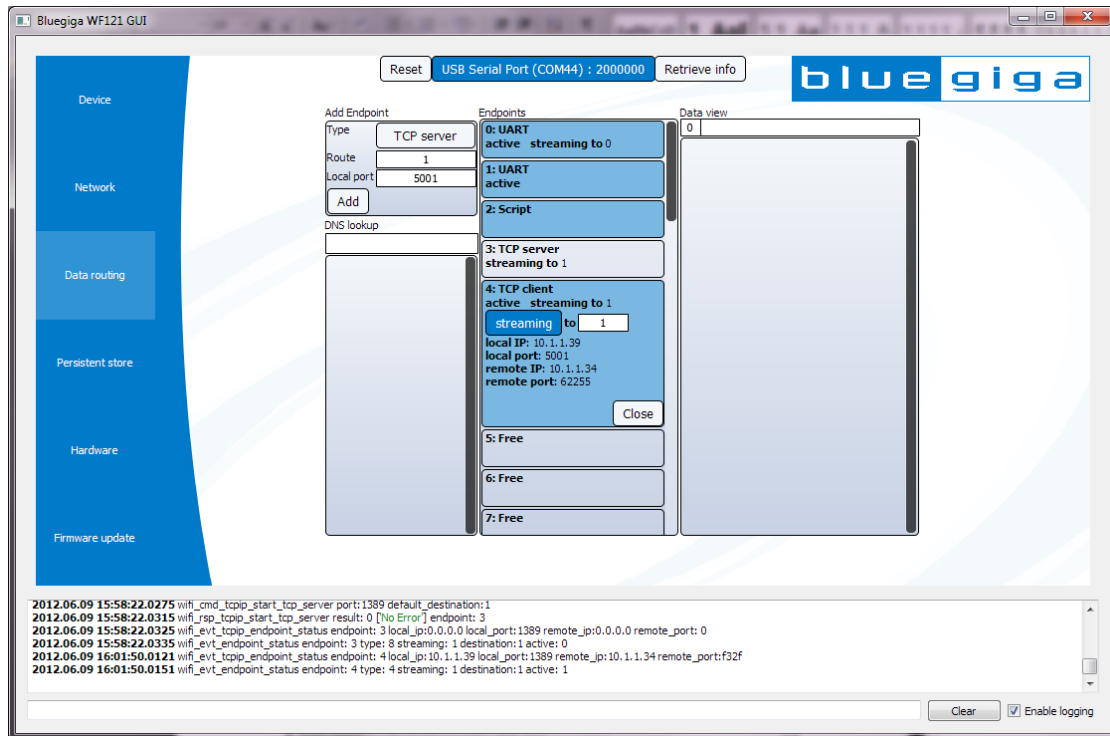 Bluegiga WF121 GUI
Reset
USB Serial Port (COM44) : 2000000
Retrieve info
bluegiga
Device
Network
Data routing
Persistent store
Hardware
Firmware update
Add Endpoint
Type
TCP server
Route
1
Local port
5001
Add
DNS lookup
Endpoints
0: UART
active streaming to 0
1: UART
active
2: Script
3: TCP server
streaming to 1
4: TCP client
active streaming to 1
streaming to 1
local IP: 10.1.1.39
local port: 5001
remote IP: 10.1.1.34
remote port: 62255
Close
5: Free
6: Free
7: Free
Data view
0
2012.06.09 15:58:22.0275 wifi_cmd_tcpip_start_tcp_server port:1389 default_destination:1
2012.06.09 15:58:22.0315 wifi_rsp_tcpip_start_tcp_server result: 0 ['No Error'] endpoint: 3
2012.06.09 15:58:22.0325 wifi_evt_tcpip_endpoint_status endpoint: 3 local_ip:0.0.0.0 local_port:1389 remote_ip:0.0.0.0 remote_port: 0
2012.06.09 15:58:22.0335 wifi_evt_endpoint_status endpoint: 3 type: 8 streaming: 1 destination:1 active: 0
2012.06.09 16:01:50.0121 wifi_evt_tcpip_endpoint_status endpoint: 4 local_ip:10.1.1.39 local_port:1389 remote_ip:10.1.1.34 remote_port:f32f
2012.06.09 16:01:50.0151 wifi_evt_endpoint_status endpoint: 4 type: 4 streaming: 1 destination:1 active: 1
Clear
Enable logging